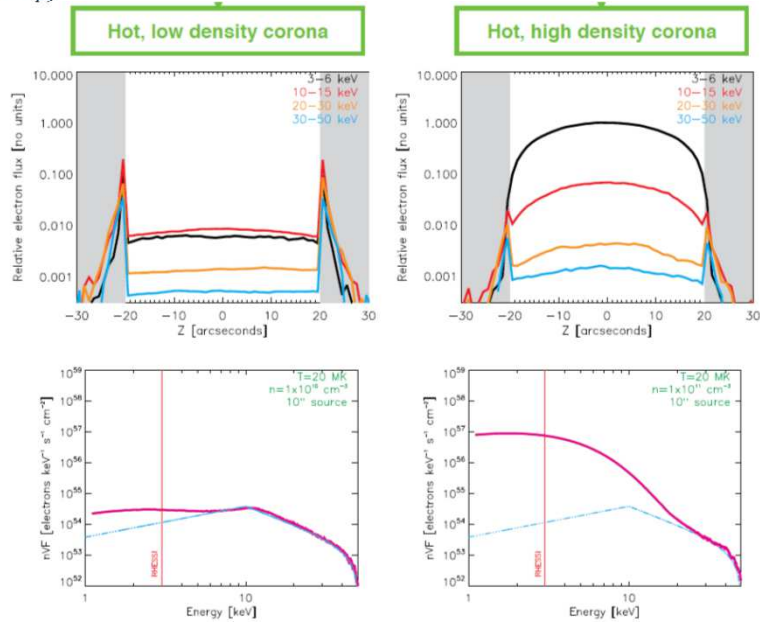 Hot, low density corona
Hot, high density corona
10.000
1.000
0.100
0.010
0.001
Relative electron flux [no units]
3–6 keV
10–15 keV
20–30 keV
30–50 keV
−30 −20 −10 0 10 20 30
Z [arcseconds]
10.000
1.000
0.100
0.010
0.001
Relative electron flux [no units]
3–6 keV
10–15 keV
20–30 keV
30–50 keV
−30 −20 −10 0 10 20 30
Z [arcseconds]
10⁵⁹
10⁵⁸
10⁵⁷
10⁵⁶
10⁵⁵
10⁵⁴
10⁵³
10⁵²
nVF [electrons keV⁻¹ s⁻¹ cm⁻²]
T=20 MK
n=1x10¹⁰ cm⁻³
10'' source
RHESSI
1 10
Energy [keV]
10⁵⁹
10⁵⁸
10⁵⁷
10⁵⁶
10⁵⁵
10⁵⁴
10⁵³
10⁵²
nVF [electrons keV⁻¹ s⁻¹ cm⁻²]
T=20 MK
n=1x10¹¹ cm⁻³
10'' source
RHESSI
1 10
Energy [keV]